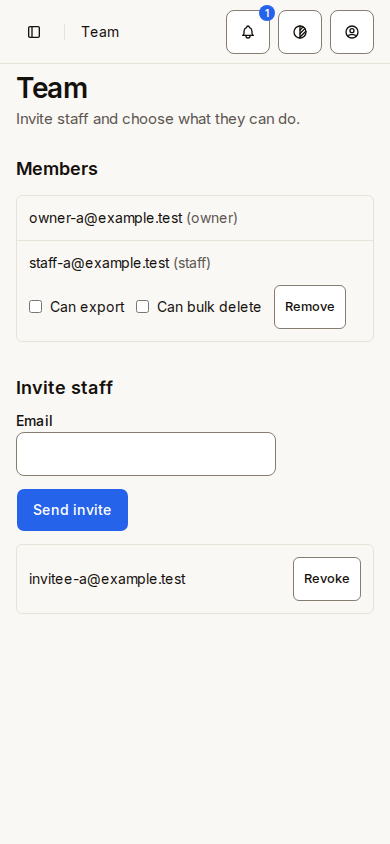 Team
1
Team
Invite staff and choose what they can do.
Members
owner-a@example.test (owner)
staff-a@example.test (staff)
Can export Can bulk delete Remove
Invite staff
Email
Send invite
invitee-a@example.test Revoke